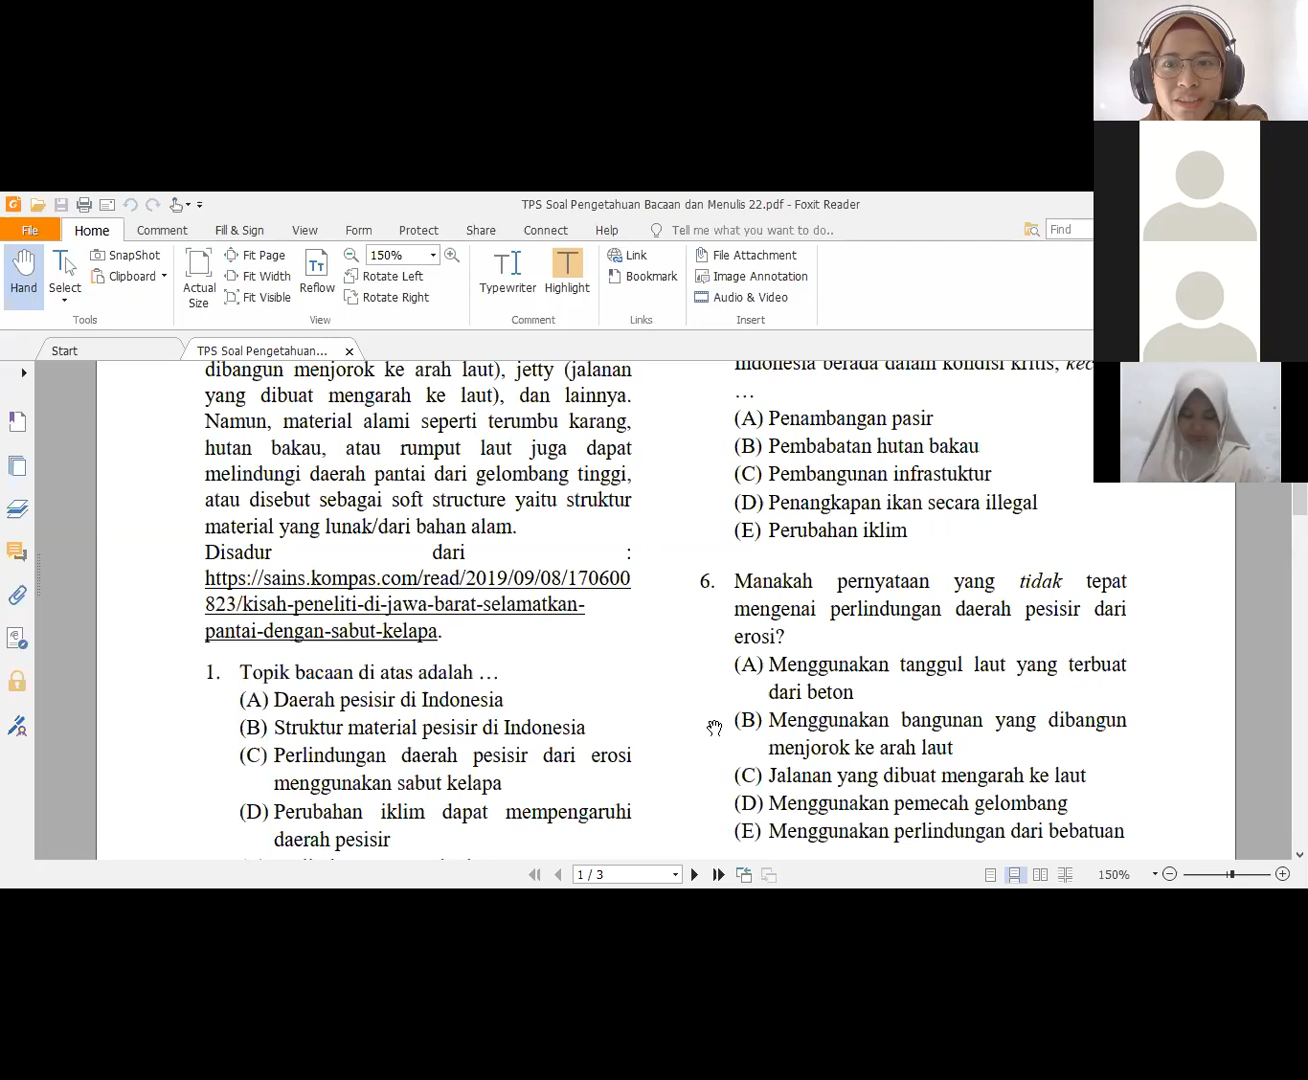 TPS Soal Pengetahuan Bacaan dan Menulis 22.pdf - Foxit Reader
File Home Comment Fill & Sign View Form Protect Share Connect Help Tell me what you want to do.. Find
Hand
Select
SnapShot
Clipboard
Tools
Actual
Size
Fit Page
Fit Width
Fit Visible
Reflow
150%
Rotate Left
Rotate Right
View
Typewriter
Highlight
Comment
Link
Bookmark
Links
File Attachment
Image Annotation
Audio & Video
Insert
Start
TPS Soal Pengetahuan...
dibangun menjorok ke arah laut), jetty (jalanan
yang dibuat mengarah ke laut), dan lainnya.
Namun, material alami seperti terumbu karang,
hutan bakau, atau rumput laut juga dapat
melindungi daerah pantai dari gelombang tinggi,
atau disebut sebagai soft structure yaitu struktur
material yang lunak/dari bahan alam.
Disadur dari :
https://sains.kompas.com/read/2019/09/08/170600
823/kisah-peneliti-di-jawa-barat-selamatkan-
pantai-dengan-sabut-kelapa.
1. Topik bacaan di atas adalah …
(A) Daerah pesisir di Indonesia
(B) Struktur material pesisir di Indonesia
(C) Perlindungan daerah pesisir dari erosi
menggunakan sabut kelapa
(D) Perubahan iklim dapat mempengaruhi
daerah pesisir
Indonesia berada dalam kondisi kritis,
…
(A) Penambangan pasir
(B) Pembabatan hutan bakau
(C) Pembangunan infrastuktur
(D) Penangkapan ikan secara illegal
(E) Perubahan iklim
6. Manakah pernyataan yang tidak tepat
mengenai perlindungan daerah pesisir dari
erosi?
(A) Menggunakan tanggul laut yang terbuat
dari beton
(B) Menggunakan bangunan yang dibangun
menjorok ke arah laut
(C) Jalanan yang dibuat mengarah ke laut
(D) Menggunakan pemecah gelombang
(E) Menggunakan perlindungan dari bebatuan
1 / 3
150%